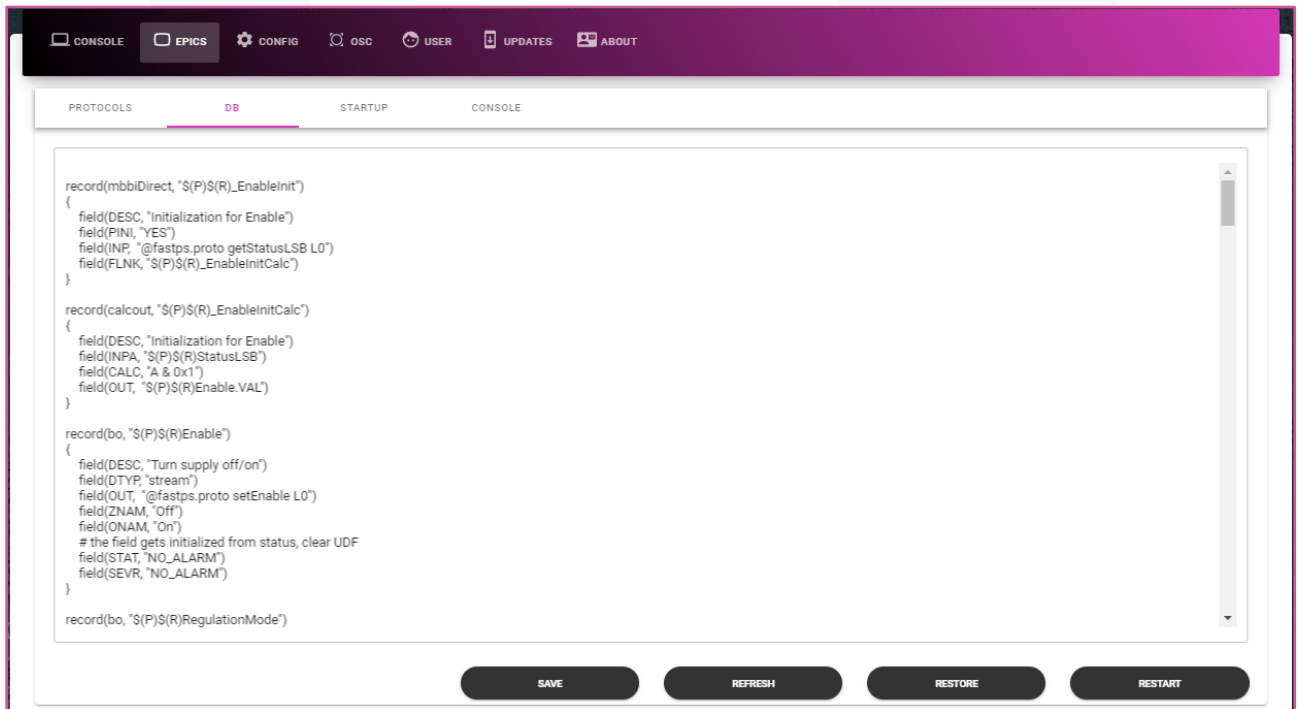 CONSOLE EPICS CONFIG OSC USER UPDATES ABOUT
PROTOCOLS DB STARTUP CONSOLE
record(mbbiDirect, "$(P)$(R)_EnableInit")
{
field(DESC, "Initialization for Enable")
field(PINI, "YES")
field(INP, "@fastps.proto getStatusLSB L0")
field(FLNK, "$(P)$(R)_EnableInitCalc")
}
record(calcout, "$(P)$(R)_EnableInitCalc")
{
field(DESC, "Initialization for Enable")
field(INPA, "$(P)$(R)StatusLSB")
field(CALC, "A & 0x1")
field(OUT, "$(P)$(R)Enable.VAL")
}
record(bo, "$(P)$(R)Enable")
{
field(DESC, "Turn supply off/on")
field(DTYP, "stream")
field(OUT, "@fastps.proto setEnable L0")
field(ZNAM, "Off")
field(ONAM, "On")
# the field gets initialized from status, clear UDF
field(STAT, "NO_ALARM")
field(SEVR, "NO_ALARM")
}
record(bo, "$(P)$(R)RegulationMode")
SAVE REFRESH RESTORE RESTART